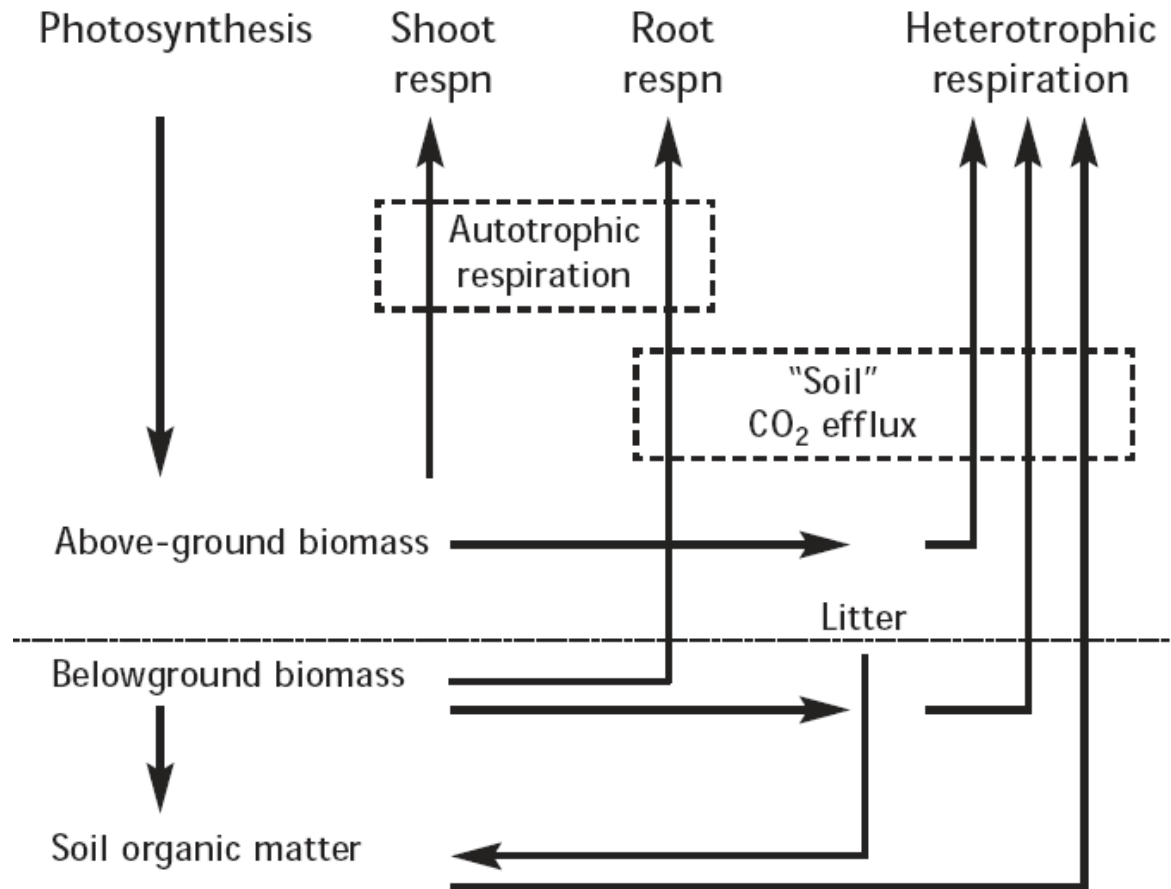 Photosynthesis
Shoot
respn
Root
respn
Heterotrophic
respiration
Autotrophic
respiration
“Soil”
CO₂ efflux
Above-ground biomass
Litter
Belowground biomass
Soil organic matter